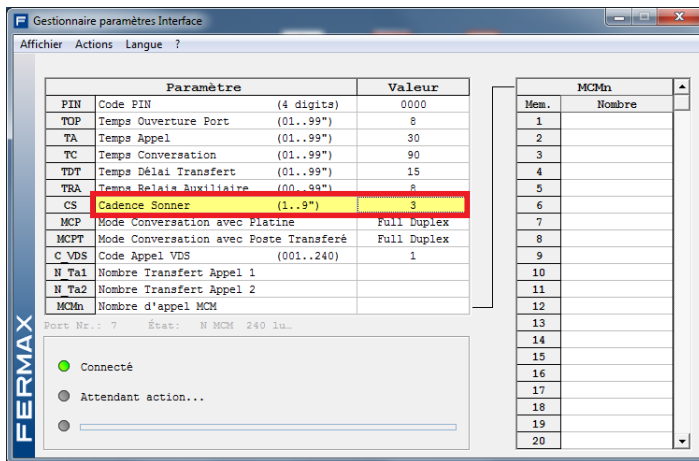 Gestionnaire paramètres Interface
Afficher Actions Langue ?
Paramètre Valeur
PIN Code PIN (4 digits) 0000
TOP Temps Ouverture Port (01..99") 8
TA Temps Appel (01..99") 30
TC Temps Conversation (01..99") 90
TDT Temps Délai Transfert (01..99") 15
TRA Temps Relais Auxiliaire (00..99") 8
CS Cadence Sonner (1..9") 3
MCP Mode Conversation avec Platine Full Duplex
MCPT Mode Conversation avec Poste Transferé Full Duplex
C_VDS Code Appel VDS (001..240) 1
N_Ta1 Nombre Transfert Appel 1
N_Ta2 Nombre Transfert Appel 2
MCMn Nombre d'appel MCM
Port Nr.: 7 État: N MCM 240 lu…
Connecté
Attendant action...
FERMAX
MCMn
Mem. Nombre
1
2
3
4
5
6
7
8
9
10
11
12
13
14
15
16
17
18
19
20